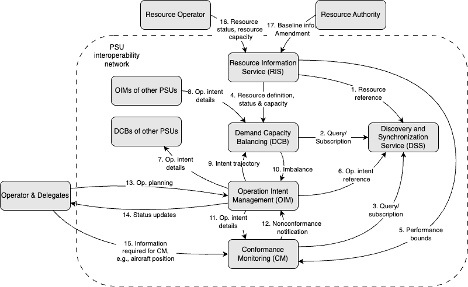 Resource Operator
Resource Authority
16. Resource
status, resource
capacity
17. Baseline info
Amendment
PSU
interoperability
network
Resource Information
Service (RIS)
OIMs of other PSUs
8. Op. intent
details
4. Resource definition,
status & capacity
1. Resource
reference
DCBs of other PSUs
Demand Capacity
Balancing (DCB)
2. Query/
Subscription
Discovery and
Synchronization
Service (DSS)
7. Op. intent
details
9. Intent trajectory
10. Imbalance
6. Op. intent
reference
Operator & Delegates
13. Op. planning
Operation Intent
Management (OIM)
14. Status updates
11. Op. intent
details
12. Nonconformance
notification
3. Query/
subscription
5. Performance
bounds
15. Information
required for CM,
e.g., aircraft position
Conformance
Monitoring (CM)